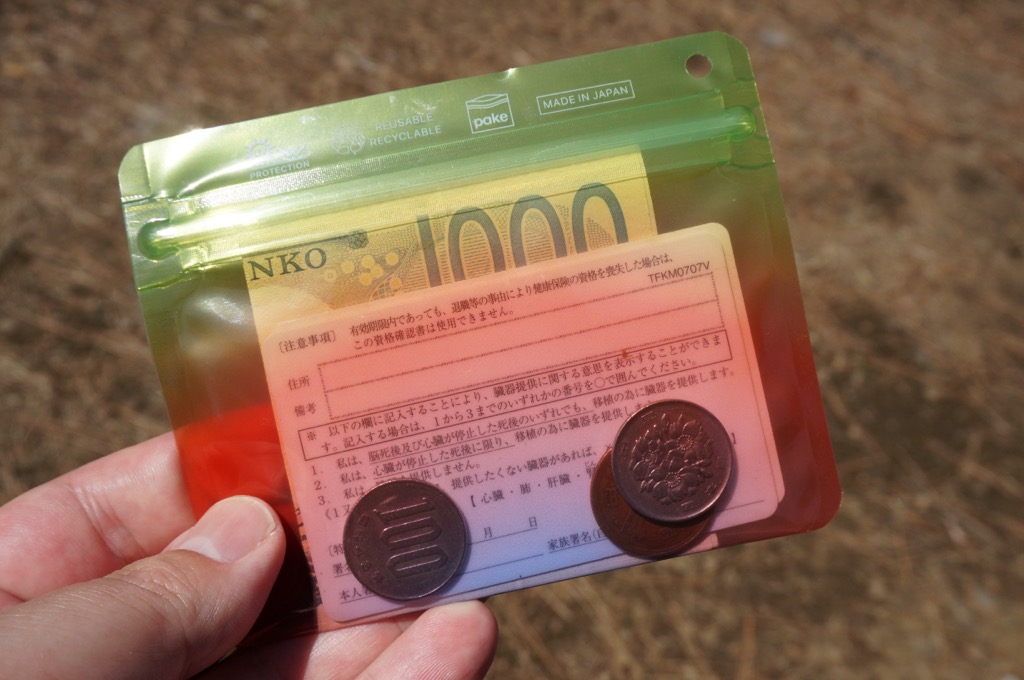 PROTECTION
REUSABLE
RECYCLABLE
pake
MADE IN JAPAN
NKO
1000
TFKM0707V
[注意事項] 有効期限内であっても、退職等の事由により健康保険の資格を喪失した場合は、
この資格確認書は使用できません。
住所
備考
※ 以下の欄に記入することにより、臓器提供に関する意思を表示することができま
す。記入する場合は、1から3までのいずれかの番号を○で囲んでください。
1. 私は、脳死後及び心臓が停止した死後のいずれでも、移植の為に臓器を提供します。
2. 私は、心臓が停止した死後に限り、移植の為に臓器を提供し
3. 私は 提供しません。
《1又 提供したくない臓器があれば、
【心臓・肺・肝臓・ 】
[特
月 日
署
家族署名(
本人
100